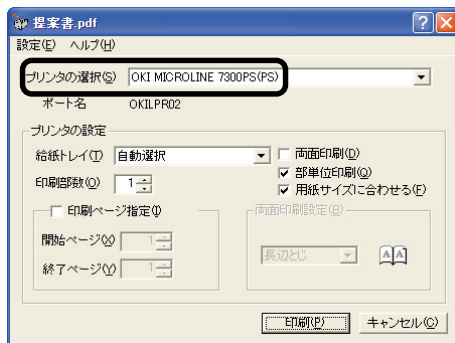 提案書.pdf
設定(E) ヘルプ(H)
プリンタの選択(S) OKI MICROLINE 7300PS(PS)
ポート名 OKILPR02
プリンタの設定
給紙トレイ(T) 自動選択 両面印刷(D)
印刷部数(O) 1 部単位印刷(Q)
用紙サイズに合わせる(F)
印刷ページ指定(I) 両面印刷設定(B)
開始ページ(X) 1 長辺とじ
終了ページ(Y) 1
印刷(P) キャンセル(C)